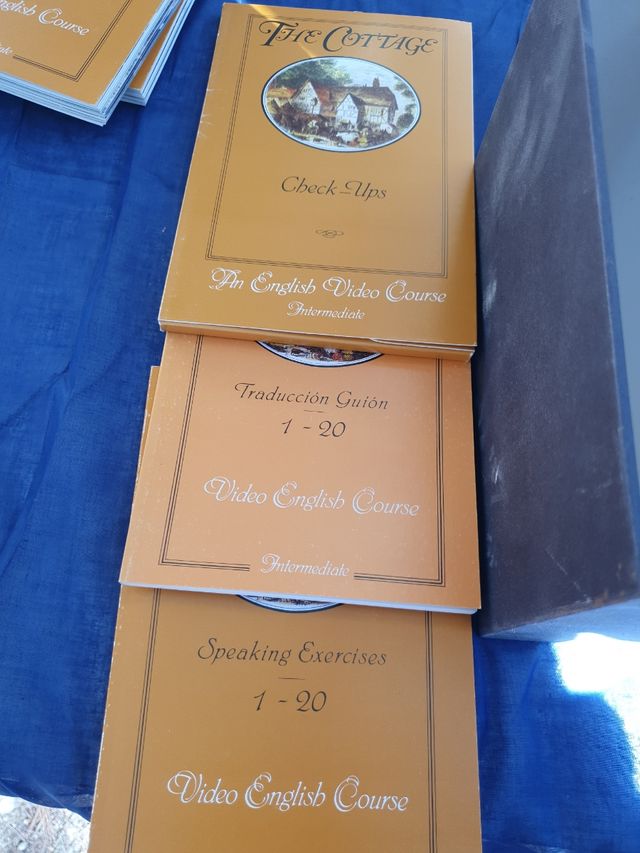 English Course
THE COTTAGE
Check-Ups
An English Video Course
Intermediate
Traducción Guión
1 - 20
Video English Course
Intermediate
Speaking Exercises
1 - 20
Video English Course